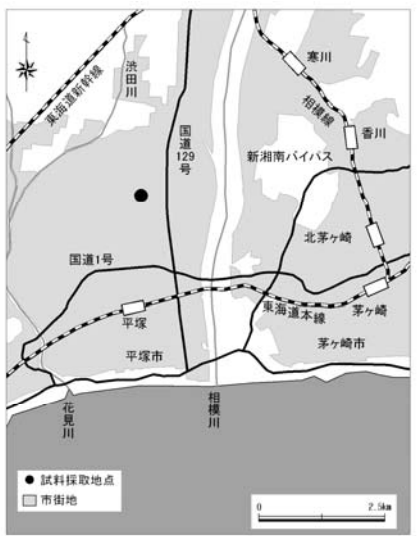 寒川
渋田川
東海道新幹線
相模線
香川
国道129号
新湘南バイパス
北茅ヶ崎
国道1号
東海道本線
茅ヶ崎
平塚
平塚市
茅ヶ崎市
花見川
相模川
試料採取地点
市街地
0 2.5km